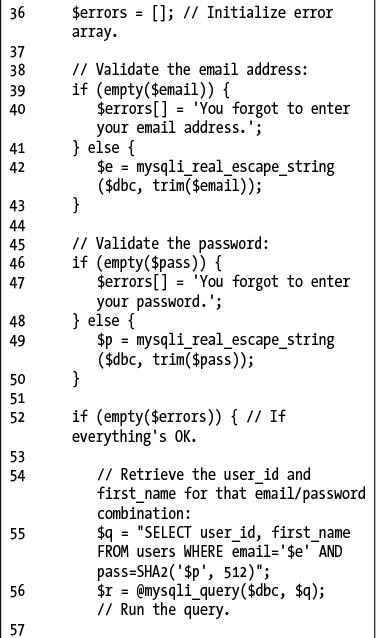 36 $errors = []; // Initialize error
array.
37
38 // Validate the email address:
39 if (empty($email)) {
40 $errors[] = 'You forgot to enter
your email address.';
41 } else {
42 $e = mysqli_real_escape_string
($dbc, trim($email));
43 }
44
45 // Validate the password:
46 if (empty($pass)) {
47 $errors[] = 'You forgot to enter
your password.';
48 } else {
49 $p = mysqli_real_escape_string
($dbc, trim($pass));
50 }
51
52 if (empty($errors)) { // If
everything's OK.
53
54 // Retrieve the user_id and
first_name for that email/password
combination:
55 $q = "SELECT user_id, first_name
FROM users WHERE email='$e' AND
pass=SHA2('$p', 512)";
56 $r = @mysqli_query($dbc, $q);
// Run the query.
57